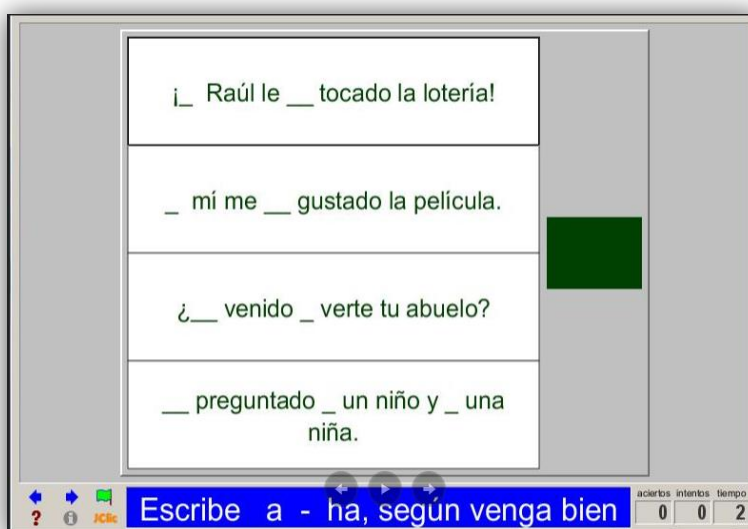 ¡_ Raúl le __ tocado la lotería!
_ mí me __ gustado la película.
¿__ venido _ verte tu abuelo?
__ preguntado _ un niño y _ una
niña.
aciertos intentos tiempo
? i JClic Escribe a - ha, según venga bien 0 0 2